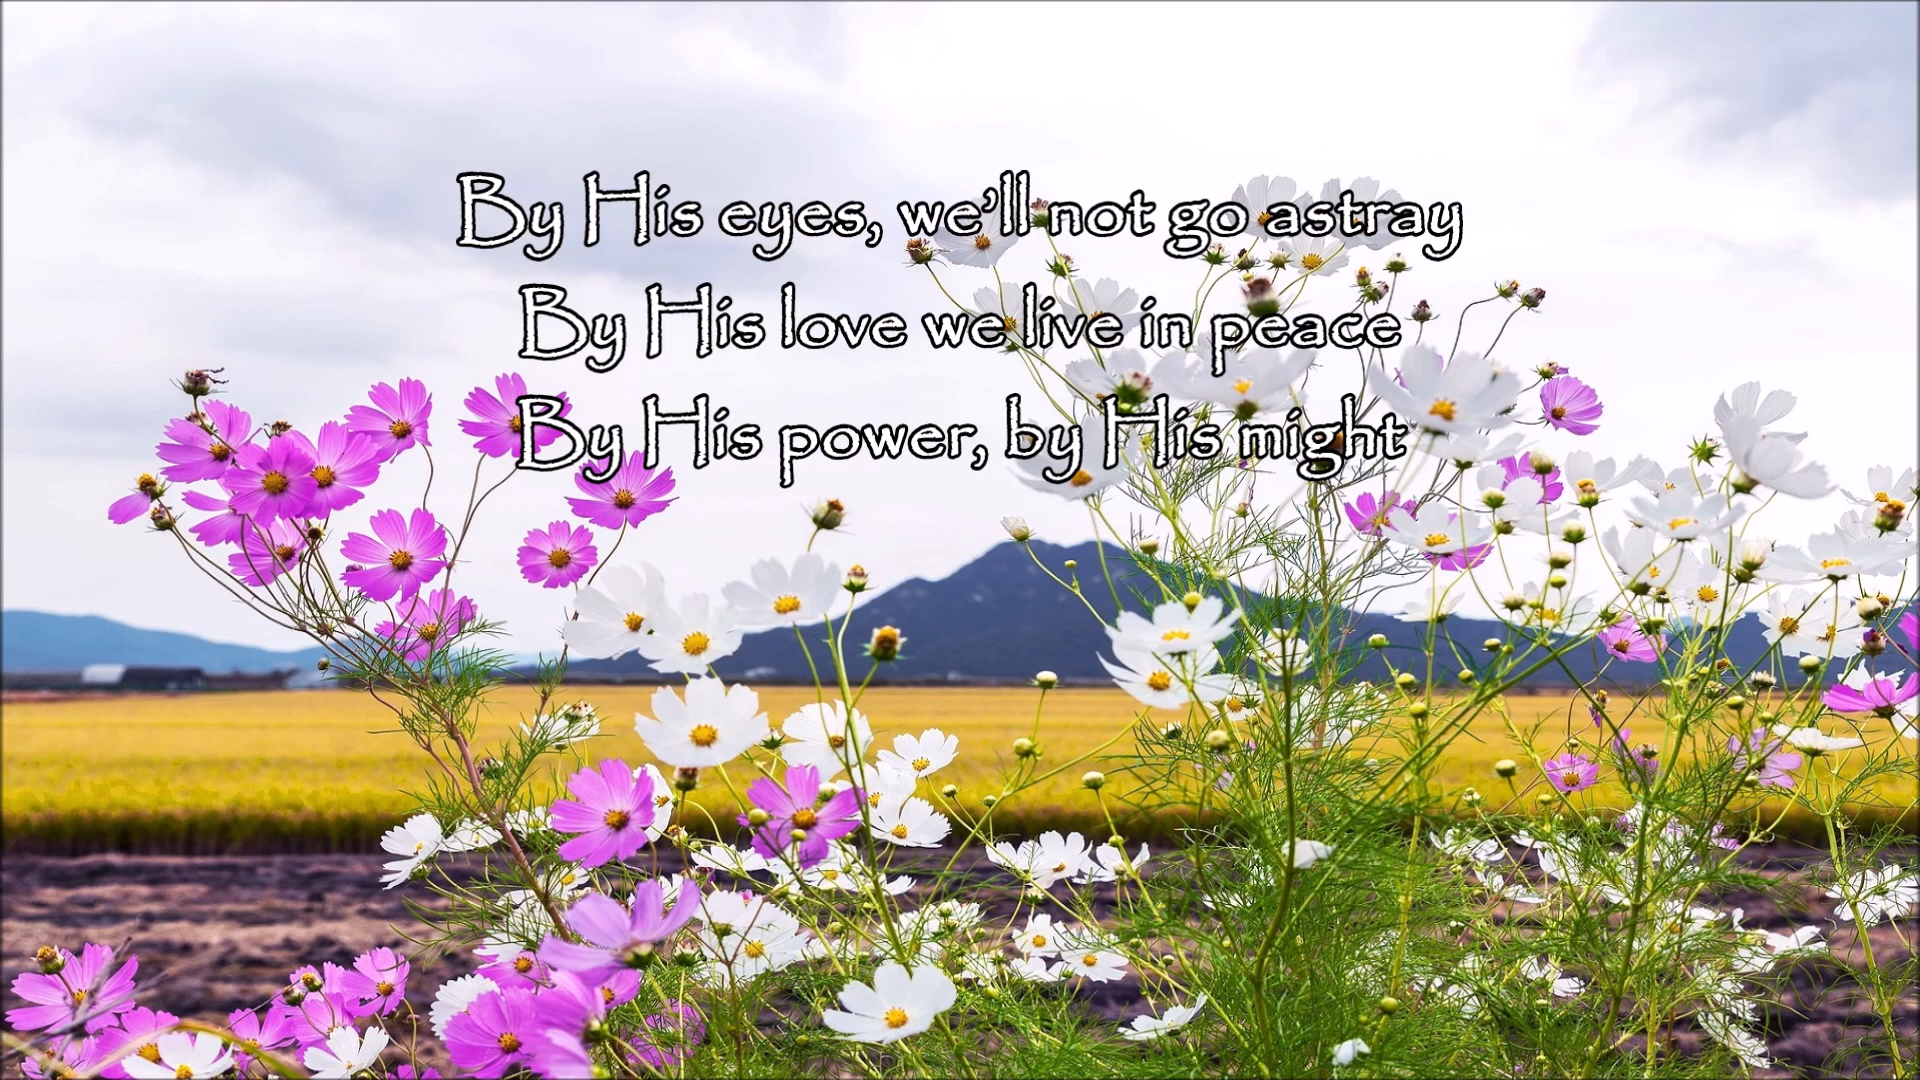 By His eyes, we’ll not go astray
By His love we live in peace
By His power, by His might